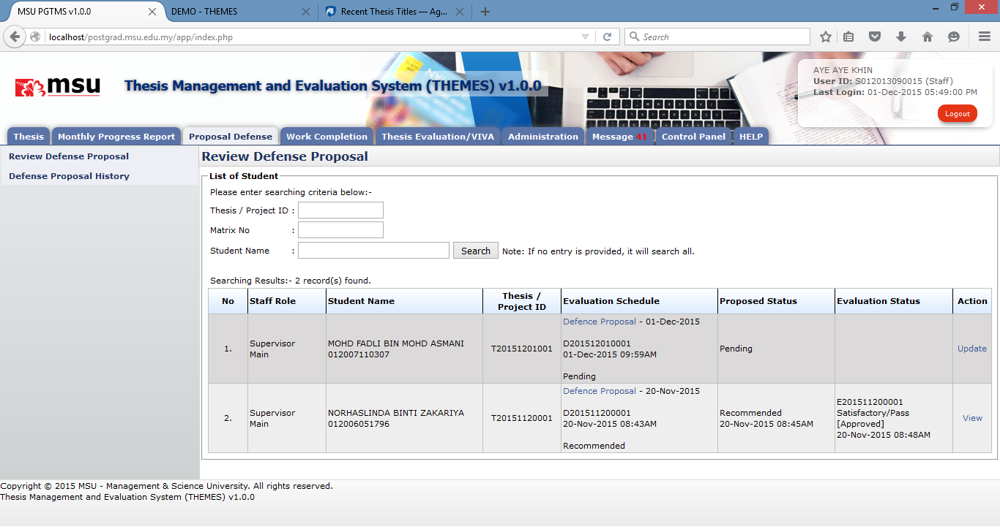 MSU PGTMS v1.0.0
DEMO - THEMES
Recent Thesis Titles — Ag...
localhost/postgrad.msu.edu.my/app/index.php
Search
msu
Thesis Management and Evaluation System (THEMES) v1.0.0
AYE AYE KHIN
User ID: S012013090015 (Staff)
Last Login: 01-Dec-2015 05:49:00 PM
Logout
Thesis
Monthly Progress Report
Proposal Defense
Work Completion
Thesis Evaluation/VIVA
Administration
Message 41
Control Panel
HELP
Review Defense Proposal
Defense Proposal History
Review Defense Proposal
List of Student
Please enter searching criteria below:-
Thesis / Project ID :
Matrix No :
Student Name :
Search
Note: If no entry is provided, it will search all.
Searching Results:- 2 record(s) found.
No
Staff Role
Student Name
Thesis /
Project ID
Evaluation Schedule
Proposed Status
Evaluation Status
Action
1.
Supervisor
Main
MOHD FADLI BIN MOHD ASMANI
012007110307
T20151201001
Defence Proposal - 01-Dec-2015
D201512010001
01-Dec-2015 09:59AM
Pending
Pending
Update
2.
Supervisor
Main
NORHASLINDA BINTI ZAKARIYA
012006051796
T20151120001
Defence Proposal - 20-Nov-2015
D201511200001
20-Nov-2015 08:43AM
Recommended
Recommended
20-Nov-2015 08:45AM
E201511200001
Satisfactory/Pass
[Approved]
20-Nov-2015 08:48AM
View
Copyright © 2015 MSU - Management & Science University. All rights reserved.
Thesis Management and Evaluation System (THEMES) v1.0.0